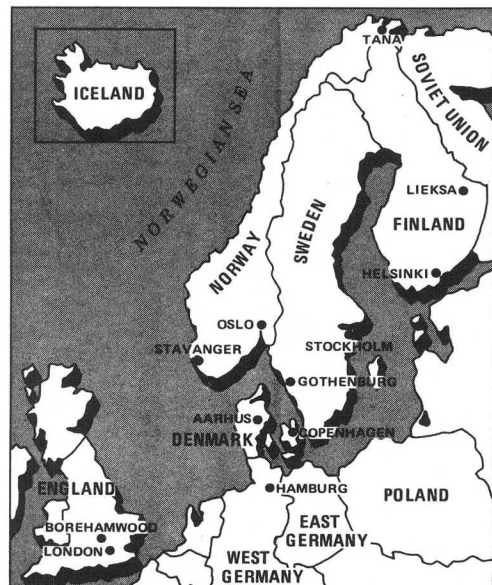 TANA
ICELAND
SOVIET UNION
NORWEGIAN SEA
LIEKSA
FINLAND
SWEDEN
NORWAY
HELSINKI
OSLO
STOCKHOLM
STAVANGER
GOTHENBURG
AARHUS
DENMARK
COPENHAGEN
ENGLAND
HAMBURG
POLAND
BOREHAMWOOD
EAST
GERMANY
LONDON
WEST
GERMANY